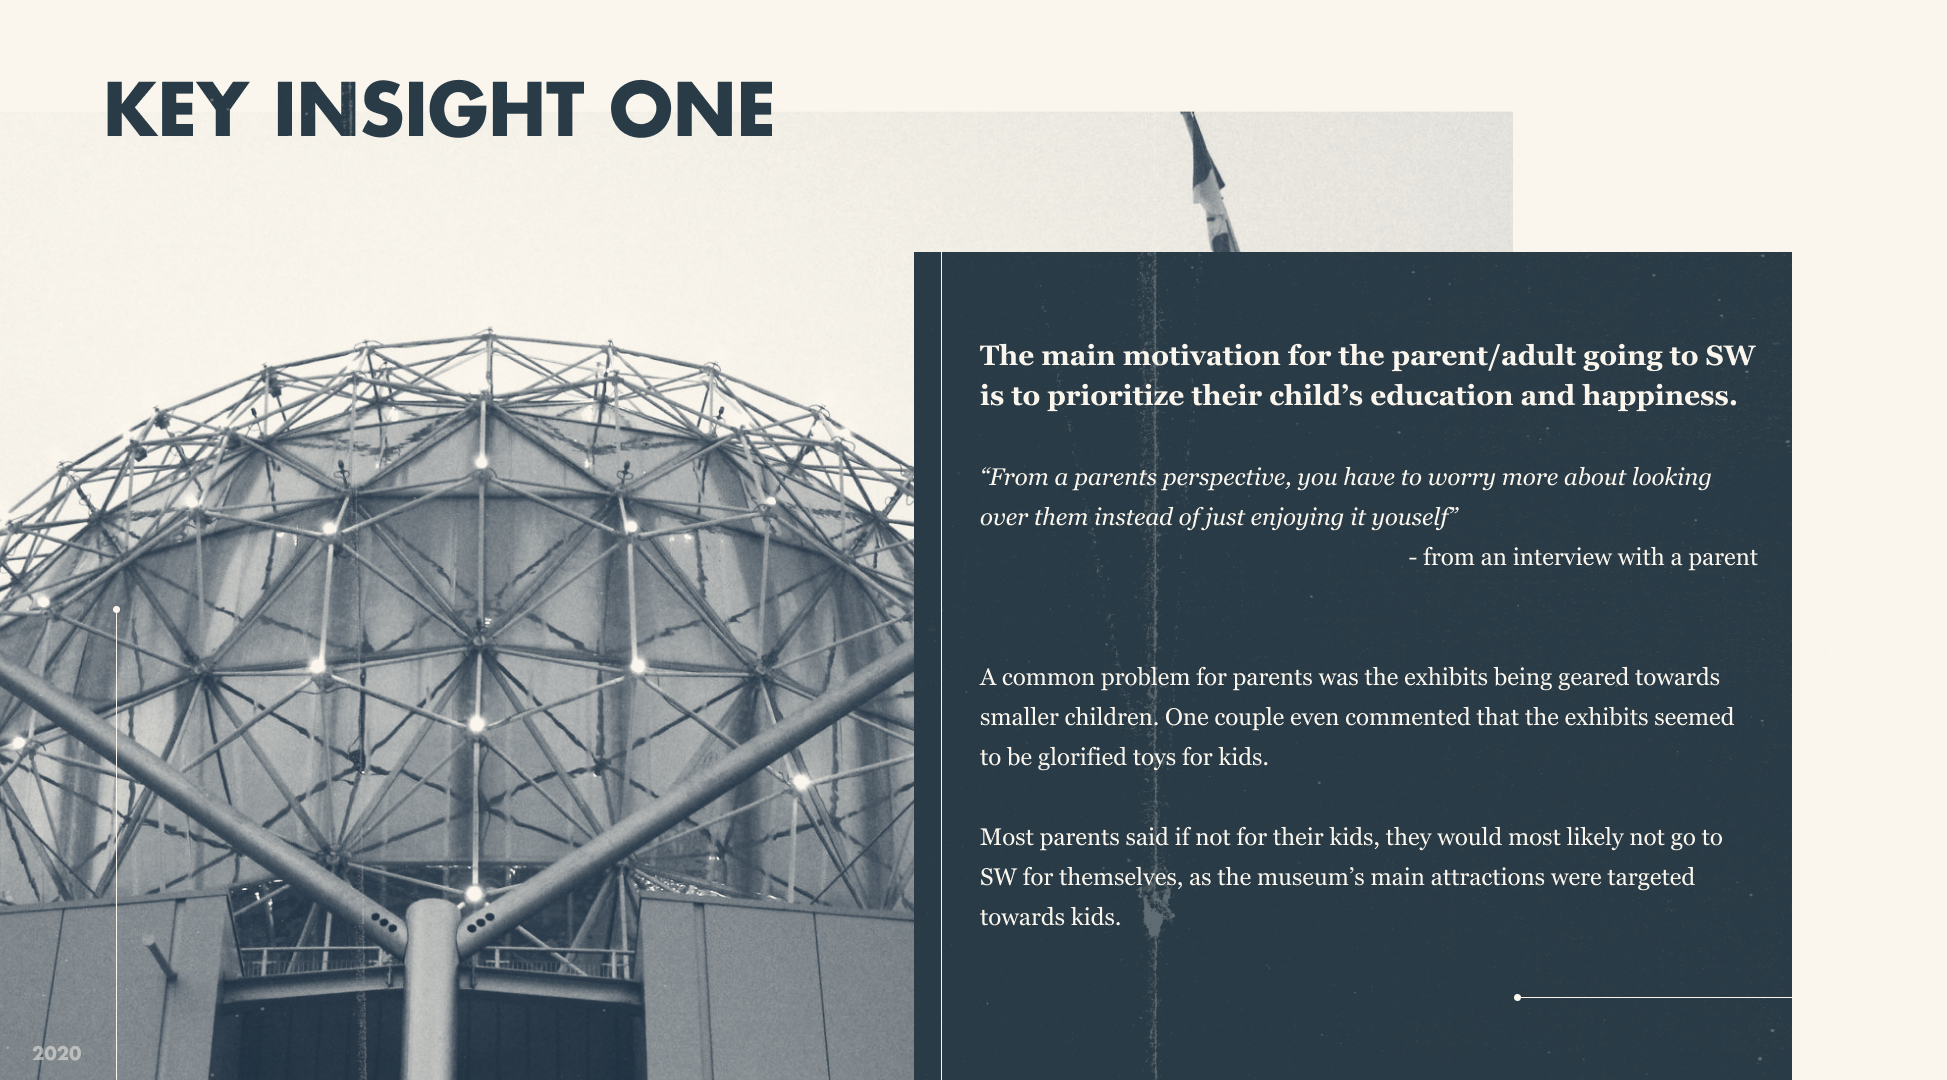 KEY INSIGHT ONE
The main motivation for the parent/adult going to SW
is to prioritize their child’s education and happiness.
“From a parents perspective, you have to worry more about looking
over them instead of just enjoying it youself”
- from an interview with a parent
A common problem for parents was the exhibits being geared towards
smaller children. One couple even commented that the exhibits seemed
to be glorified toys for kids.
Most parents said if not for their kids, they would most likely not go to
SW for themselves, as the museum’s main attractions were targeted
towards kids.
2020